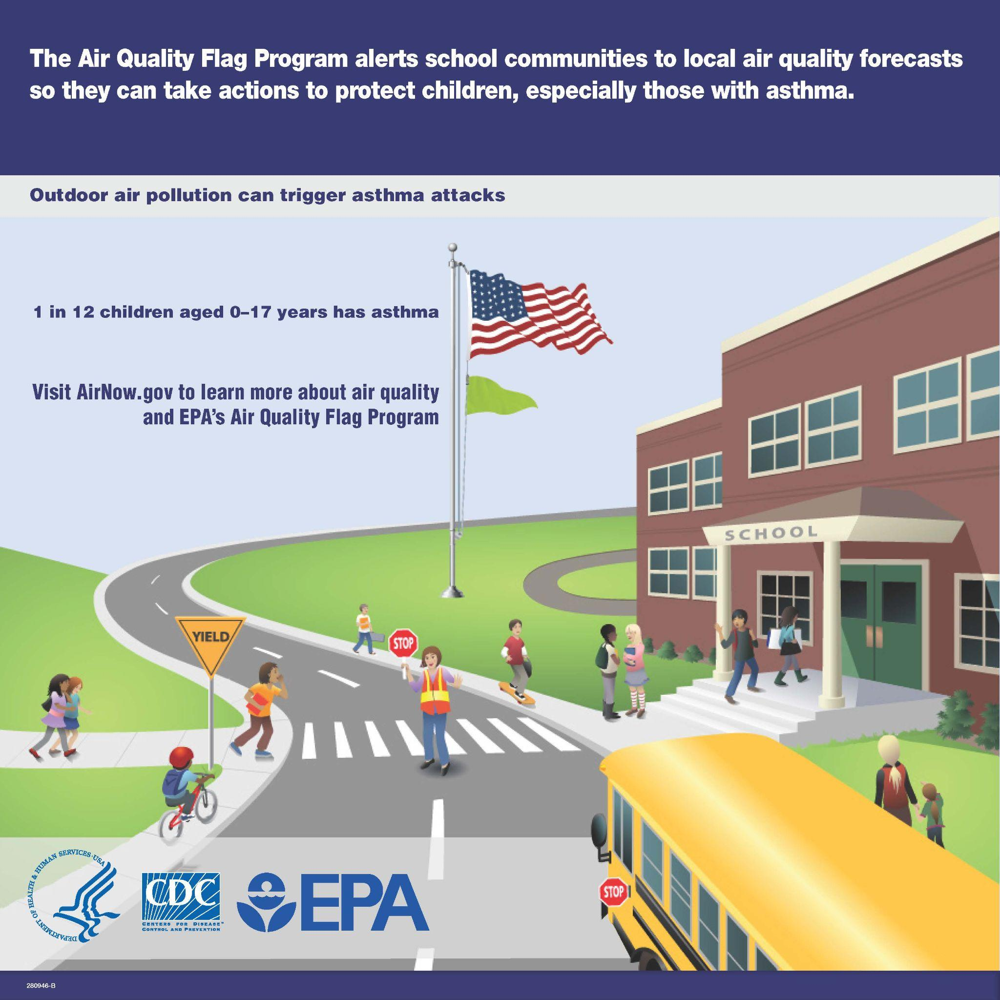 The Air Quality Flag Program alerts school communities to local air quality forecasts
so they can take actions to protect children, especially those with asthma.
Outdoor air pollution can trigger asthma attacks
1 in 12 children aged 0–17 years has asthma
Visit AirNow.gov to learn more about air quality
and EPA's Air Quality Flag Program
SCHOOL
YIELD
STOP
DEPARTMENT OF HEALTH & HUMAN SERVICES·USA
CDC
CENTERS FOR DISEASE™
CONTROL AND PREVENTION
EPA
STOP
280946-B